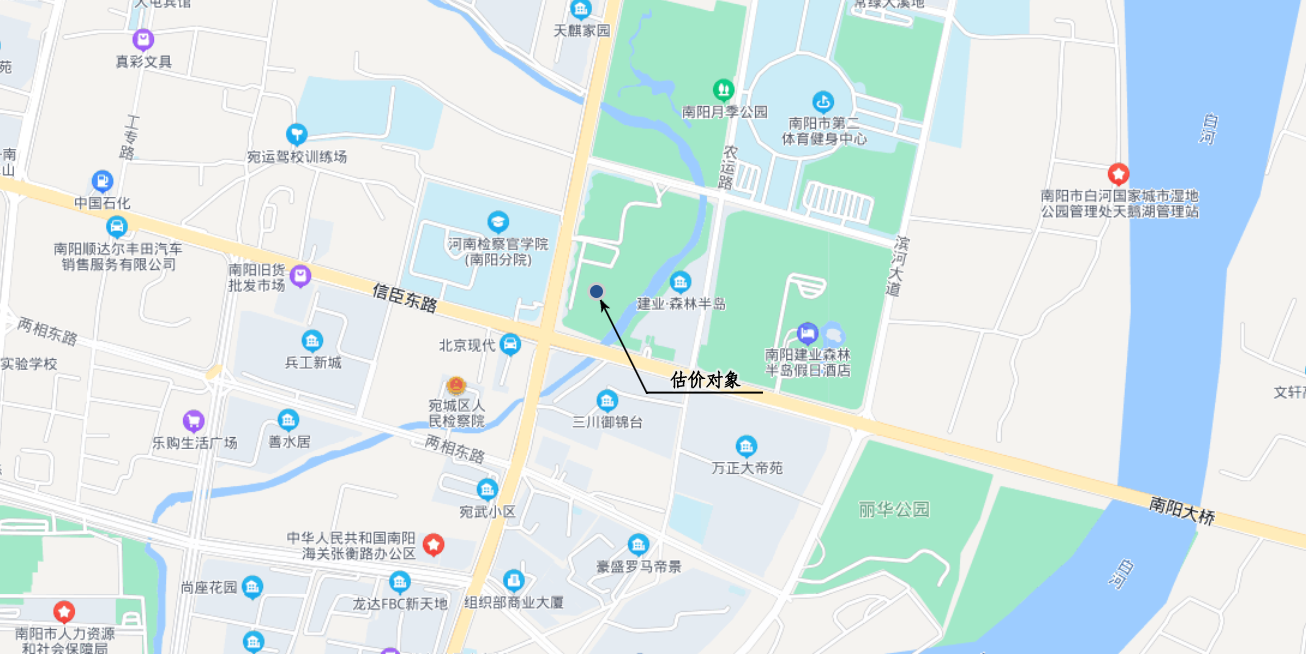 天麒家园
常绿大溪地
真彩文具
南阳月季公园
南阳市第二
体育健身中心
工专路
宛运驾校训练场
农运路
白河
中国石化
南阳市白河国家城市湿地
公园管理处天鹅湖管理站
南阳顺达尔丰田汽车
销售服务有限公司
河南检察官学院
(南阳分院)
南阳旧货
批发市场
信臣东路
建业·森林半岛
滨河大道
两相东路
实验学校
兵工新城
北京现代
南阳建业森林
半岛假日酒店
估价对象
宛城区人
民检察院
三川御锦台
乐购生活广场
善水居
两相东路
万正大帝苑
宛武小区
丽华公园
南阳大桥
中华人民共和国南阳
海关张衡路办公区
豪盛罗马帝景
白河
尚座花园
龙达FBC新天地
组织部商业大厦
南阳市人力资源
和社会保障局